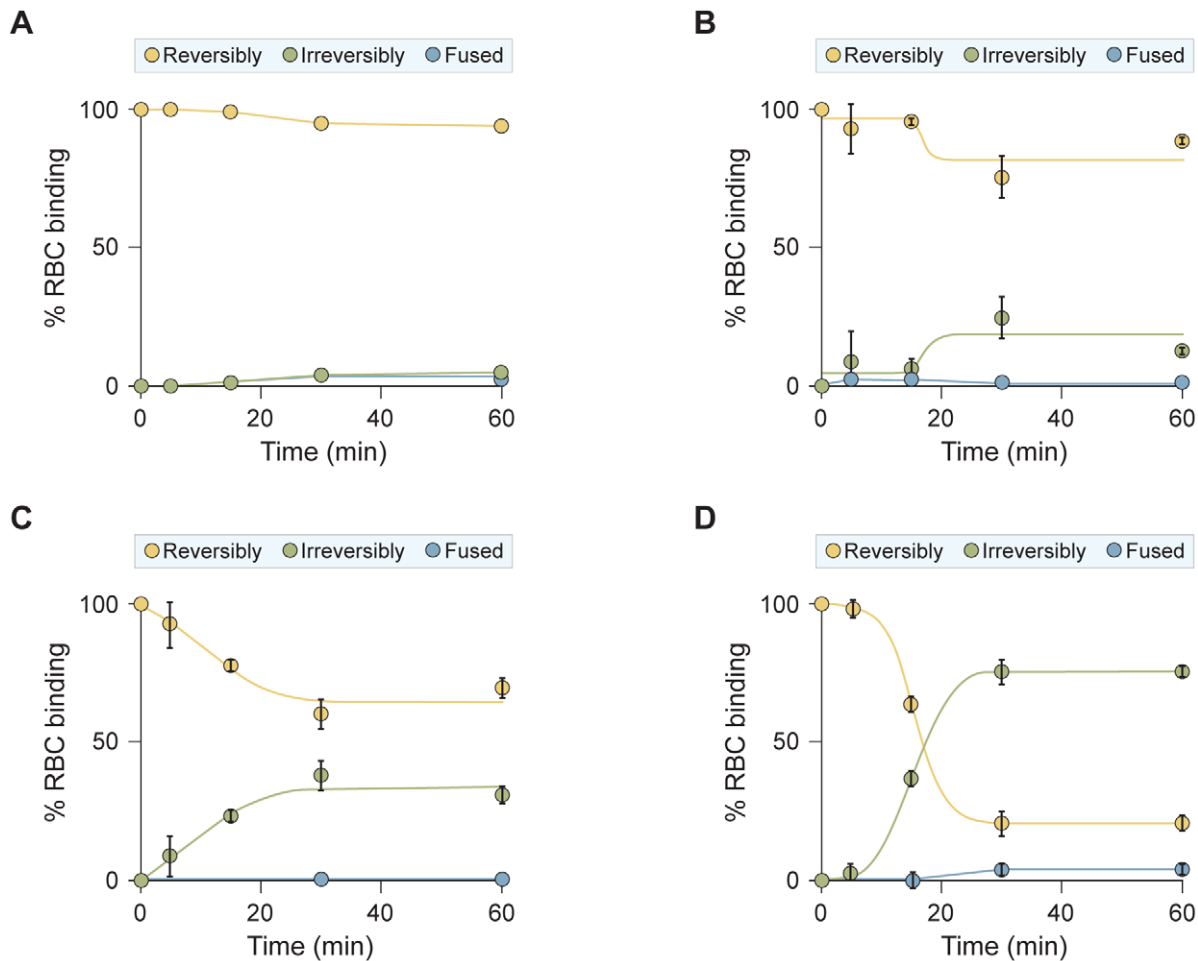 A
Reversibly Irreversibly Fused
% RBC binding
100
50
0
0 20 40 60
Time (min)
B
Reversibly Irreversibly Fused
% RBC binding
100
50
0
0 20 40 60
Time (min)
C
Reversibly Irreversibly Fused
% RBC binding
100
50
0
0 20 40 60
Time (min)
D
Reversibly Irreversibly Fused
% RBC binding
100
50
0
0 20 40 60
Time (min)